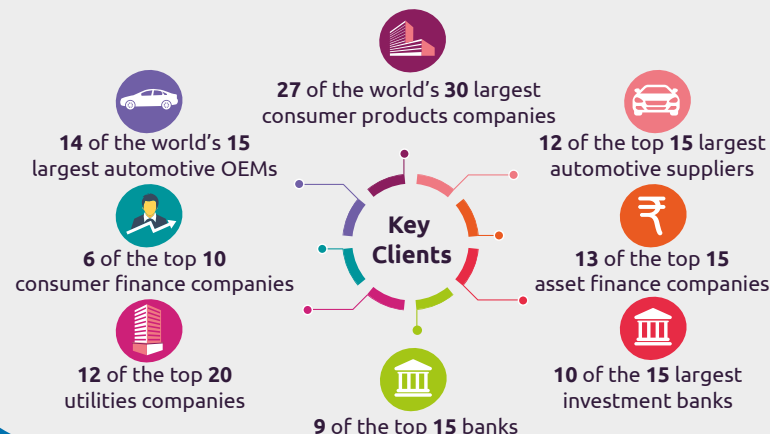 27 of the world's 30 largest
consumer products companies
14 of the world's 15
largest automotive OEMs
12 of the top 15 largest
automotive suppliers
Key
Clients
6 of the top 10
consumer finance companies
13 of the top 15
asset finance companies
12 of the top 20
utilities companies
10 of the 15 largest
investment banks
9 of the top 15 banks